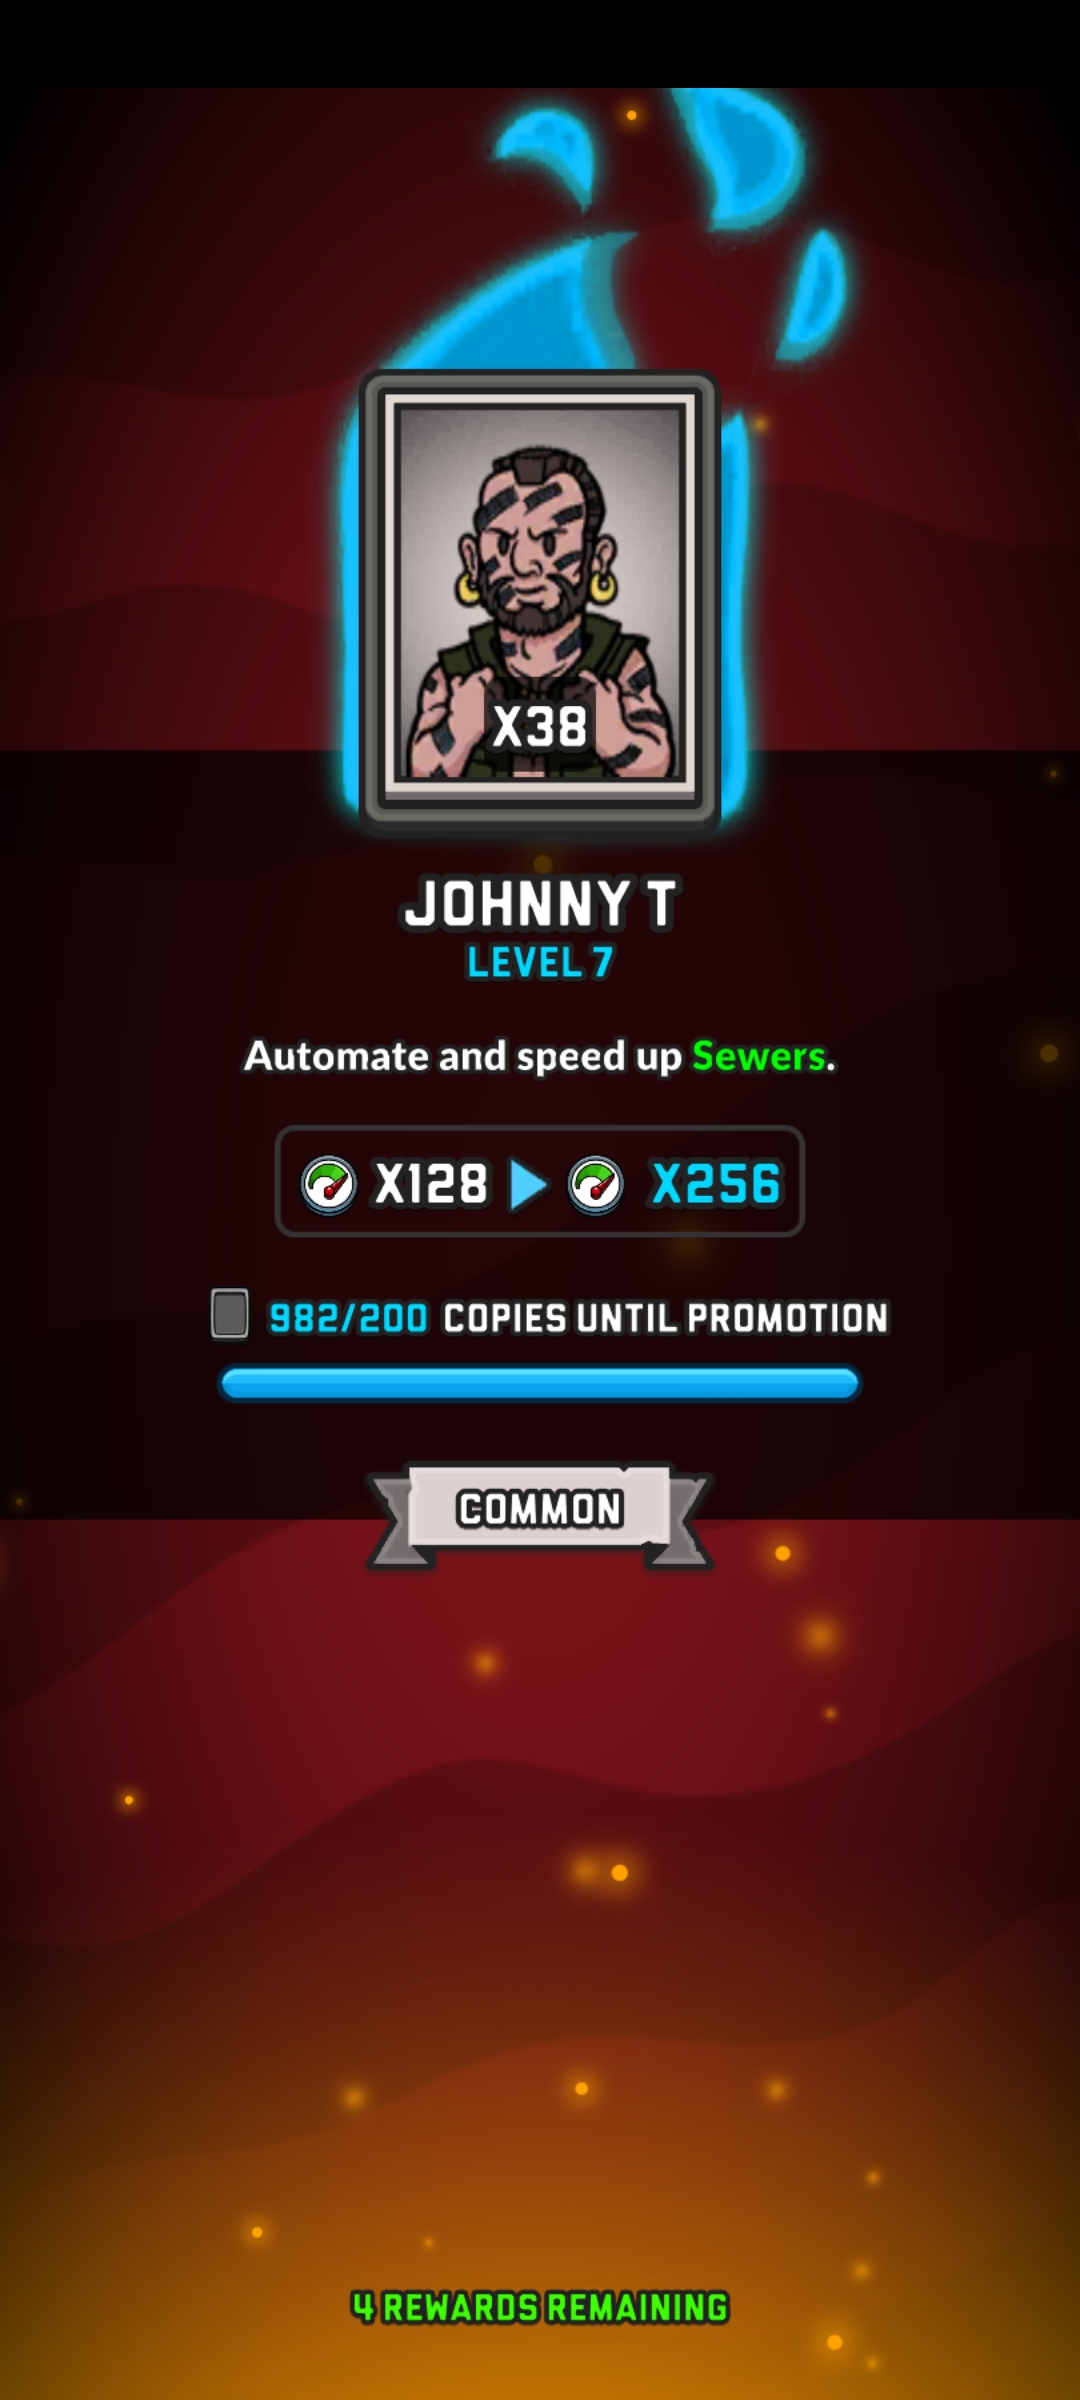 X38
JOHNNY T
LEVEL 7
Automate and speed up Sewers.
X128 X256
982/200 COPIES UNTIL PROMOTION
COMMON
4 REWARDS REMAINING